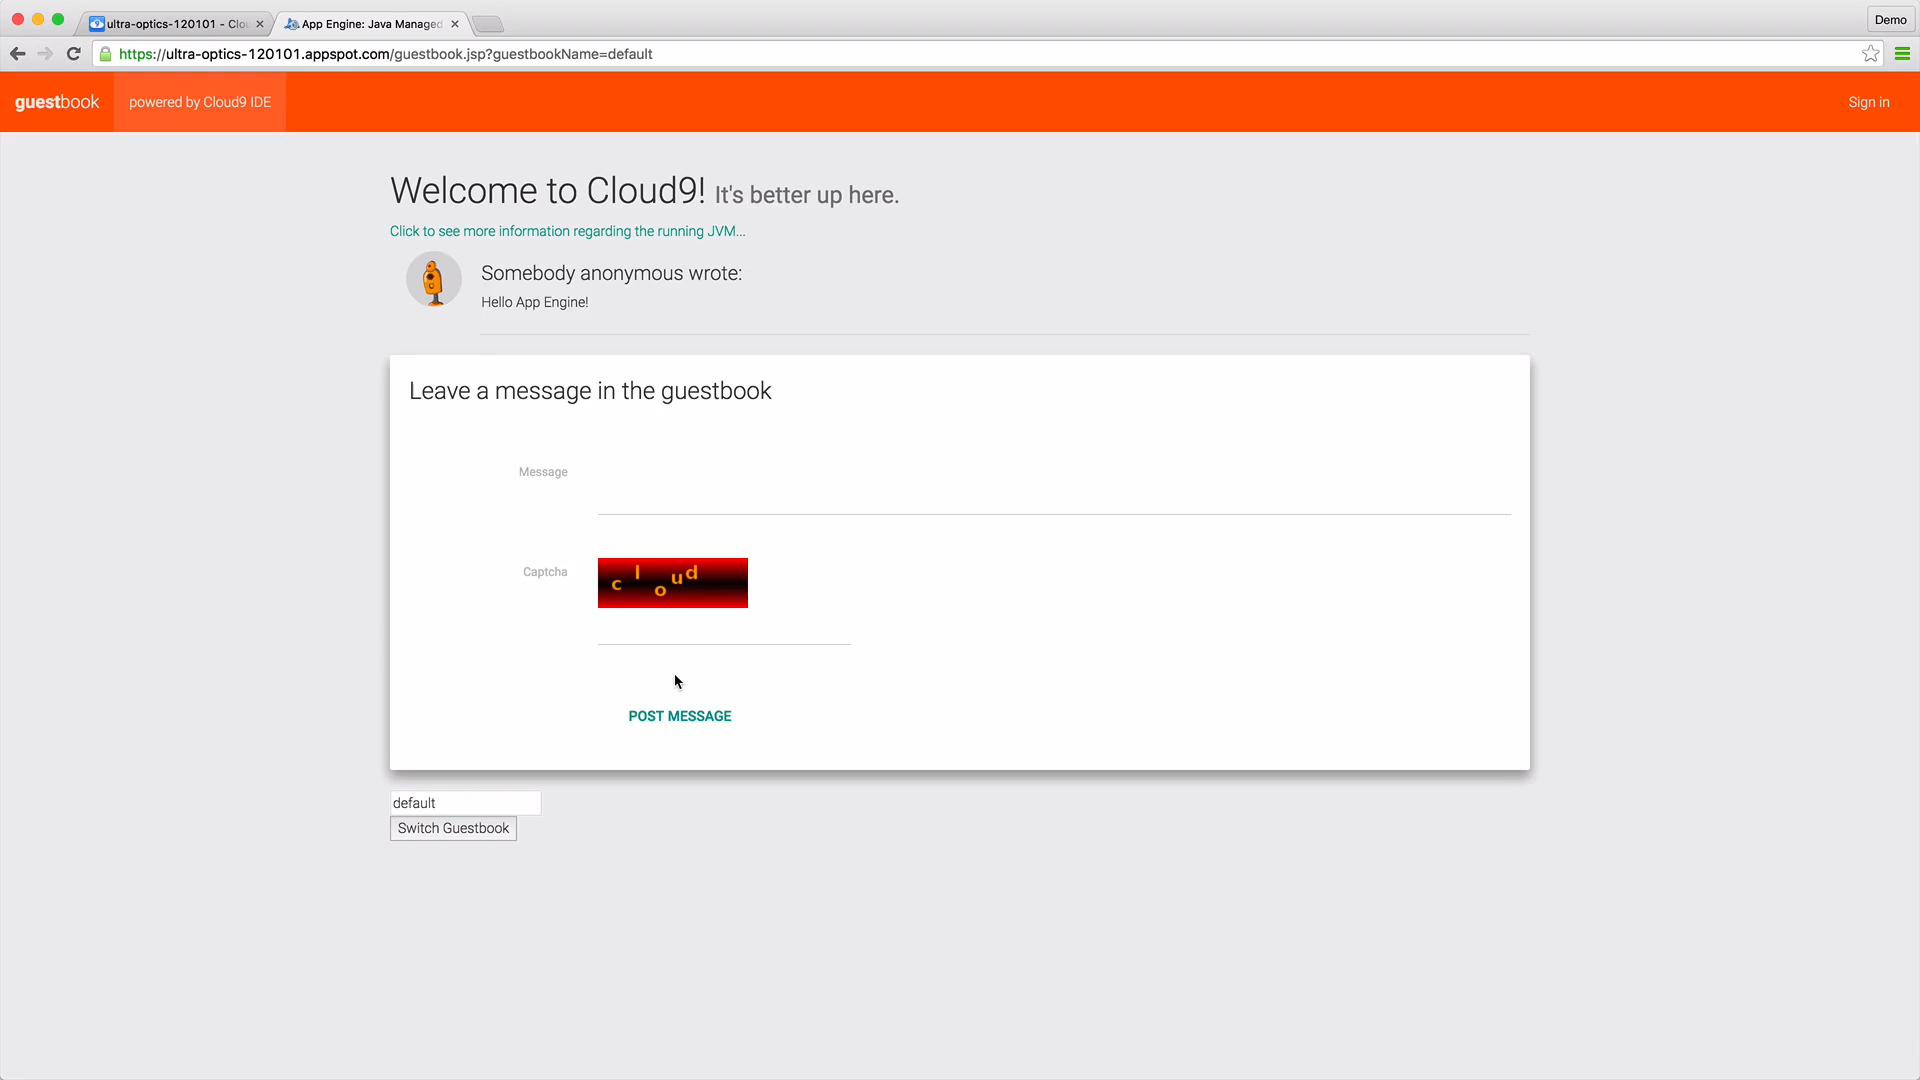 ultra-optics-120101 - Clou
App Engine: Java Managed
Demo
https://ultra-optics-120101.appspot.com/guestbook.jsp?guestbookName=default
guestbook
powered by Cloud9 IDE
Sign in
Welcome to Cloud9! It's better up here.
Click to see more information regarding the running JVM...
Somebody anonymous wrote:
Hello App Engine!
Leave a message in the guestbook
Message
Captcha
cloud
POST MESSAGE
default
Switch Guestbook